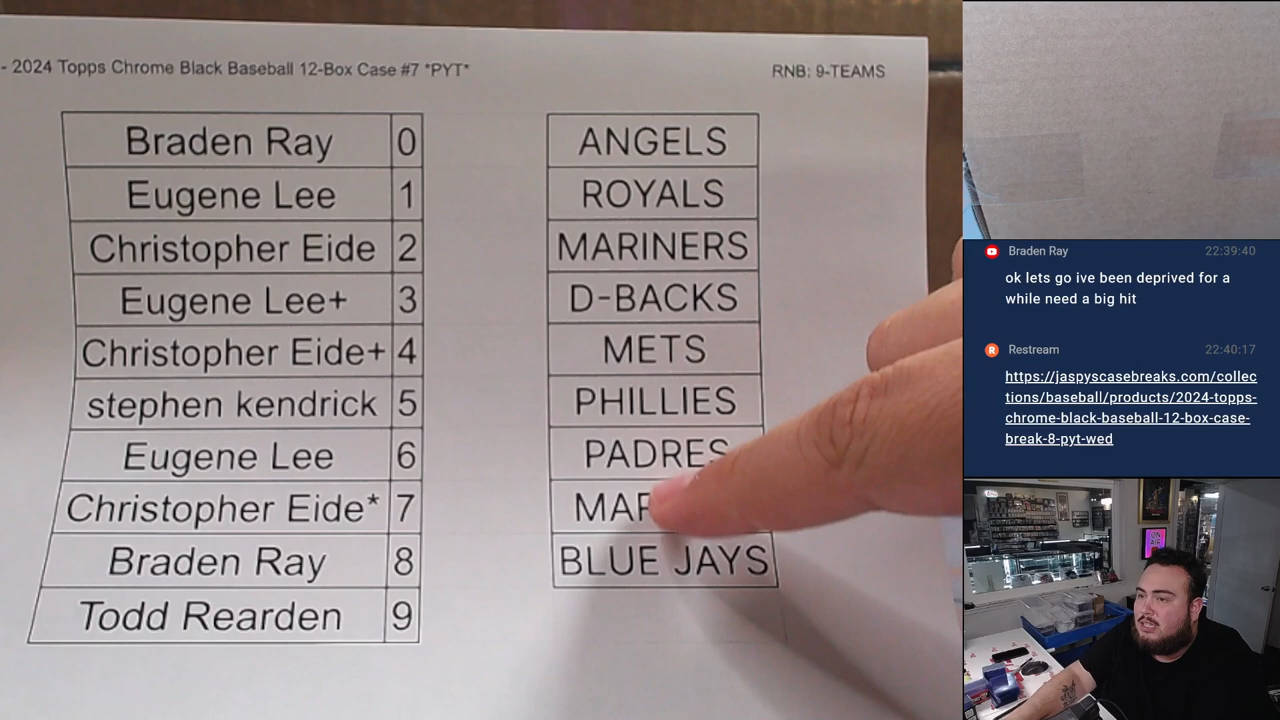 - 2024 Topps Chrome Black Baseball 12-Box Case #7 *PYT*
RNB: 9-TEAMS
Braden Ray 0
Eugene Lee 1
Christopher Eide 2
Eugene Lee+ 3
Christopher Eide+ 4
stephen kendrick 5
Eugene Lee 6
Christopher Eide* 7
Braden Ray 8
Todd Rearden 9
ANGELS
ROYALS
MARINERS
D-BACKS
METS
PHILLIES
PADRES
BLUE JAYS
Braden Ray 22:39:40
ok lets go ive been deprived for a
while need a big hit
R Restream 22:40:17
https://jaspyscasebreaks.com/collec
tions/baseball/products/2024-topps-
chrome-black-baseball-12-box-case-
break-8-pyt-wed
ON
AIR